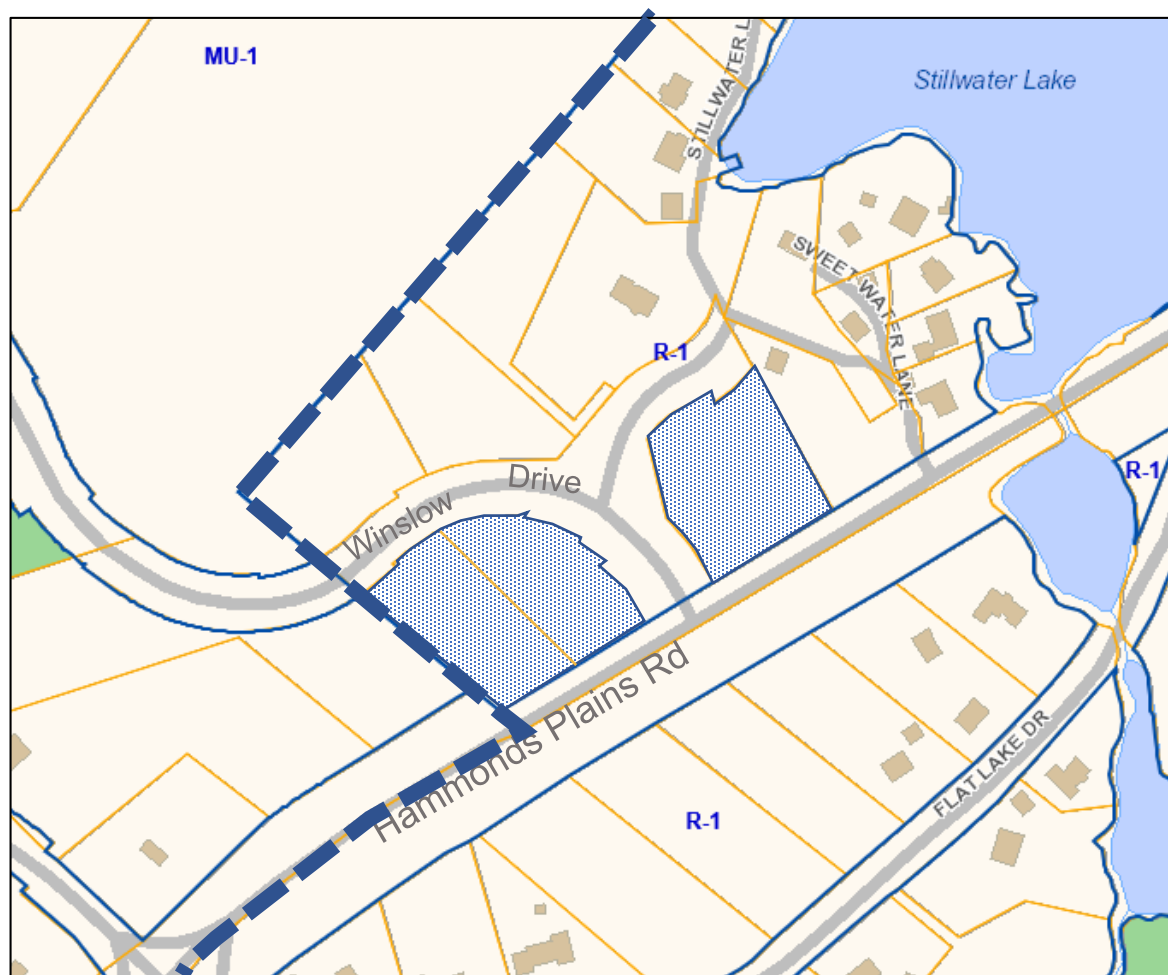 MU-1
Stillwater Lake
STILLWATER L
SWEET WATER LANE
R-1
Drive
Winslow
R-1
Hammonds Plains Rd
FLAT LAKE DR
R-1